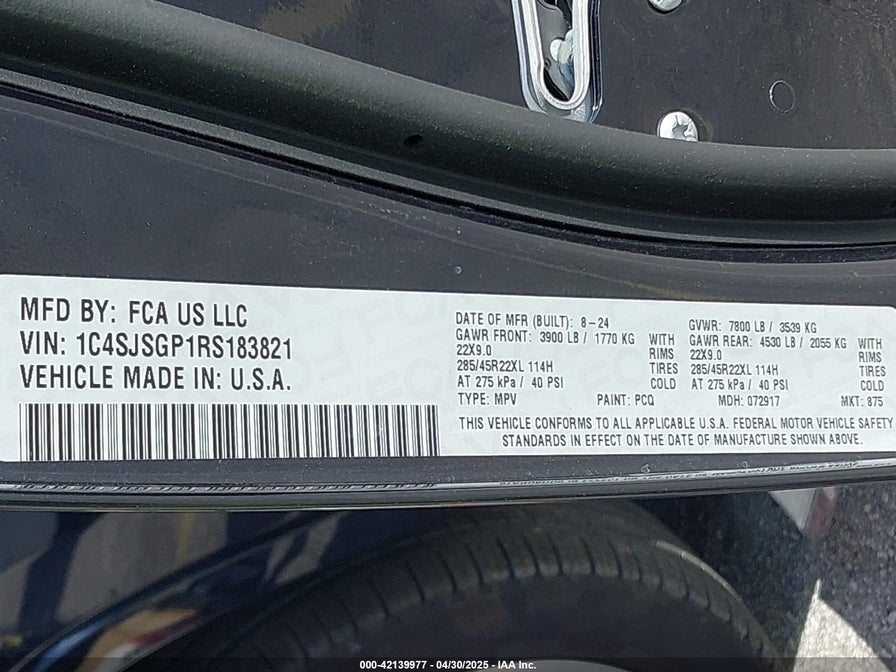 MFD BY: FCA US LLC
VIN: 1C4SJSGP1RS183821
VEHICLE MADE IN: U.S.A.
DATE OF MFR (BUILT): 8-24
GAWR FRONT: 3900 LB / 1770 KG WITH
22X9.0 RIMS
285/45R22XL 114H TIRES
AT 275 kPa / 40 PSI COLD
TYPE: MPV PAINT: PCQ
GVWR: 7800 LB / 3539 KG
GAWR REAR: 4530 LB / 2055 KG WITH
22X9.0 RIMS
285/45R22XL 114H TIRES
AT 275 kPa / 40 PSI COLD
MDH: 072917 MKT: 875
THIS VEHICLE CONFORMS TO ALL APPLICABLE U.S.A. FEDERAL MOTOR VEHICLE SAFETY
STANDARDS IN EFFECT ON THE DATE OF MANUFACTURE SHOWN ABOVE.
000-42139977 - 04/30/2025 - IAA Inc.